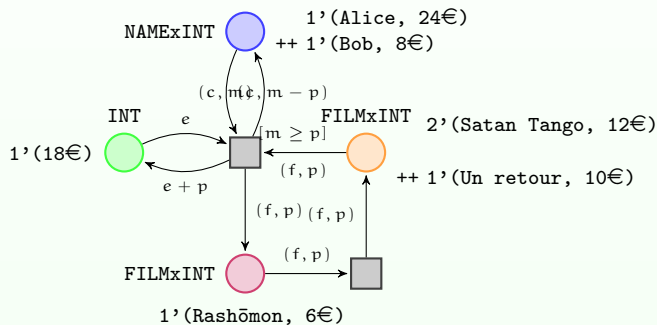 1’(Alice, 24€)
NAMExINT
++ 1’(Bob, 8€)
(c, m)
(c, m − p)
INT
e
[m ≥ p]
FILMxINT
2’(Satan Tango, 12€)
1’(18€)
(f, p)
++ 1’(Un retour, 10€)
e + p
(f, p)
(f, p)
(f, p)
FILMxINT
1’(Rashōmon, 6€)